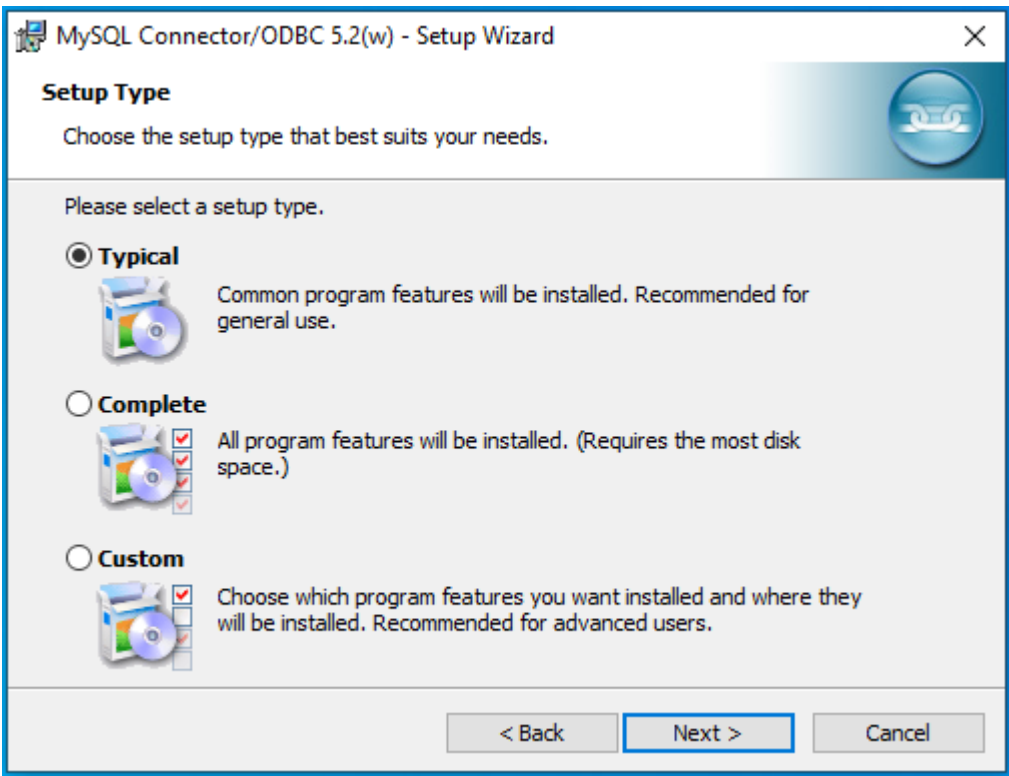 MySQL Connector/ODBC 5.2(w) - Setup Wizard
Setup Type
Choose the setup type that best suits your needs.
Please select a setup type.
Typical
Common program features will be installed. Recommended for
general use.
Complete
All program features will be installed. (Requires the most disk
space.)
Custom
Choose which program features you want installed and where they
will be installed. Recommended for advanced users.
< Back
Next >
Cancel